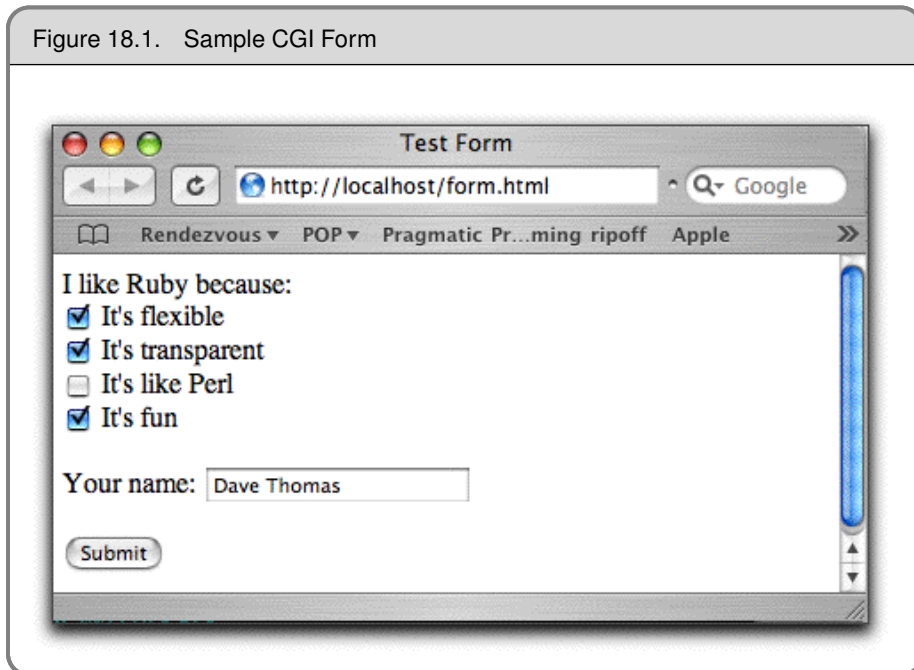 Figure 18.1. Sample CGI Form
Test Form
http://localhost/form.html
Google
Rendezvous POP Pragmatic Pr...ming ripoff Apple
I like Ruby because:
It's flexible
It's transparent
It's like Perl
It's fun
Your name: Dave Thomas
Submit